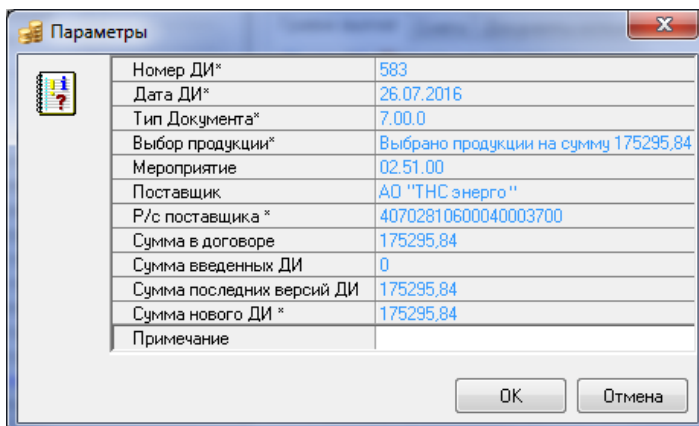 Параметры
Номер ДИ* 583
Дата ДИ* 26.07.2016
Тип Документа* 7.00.0
Выбор продукции* Выбрано продукции на сумму 175295,84
Мероприятие 02.51.00
Поставщик АО "ТНС энерго"
Р/с поставщика * 40702810600040003700
Сумма в договоре 175295,84
Сумма введенных ДИ 0
Сумма последних версий ДИ 175295,84
Сумма нового ДИ * 175295,84
Примечание
OK Отмена